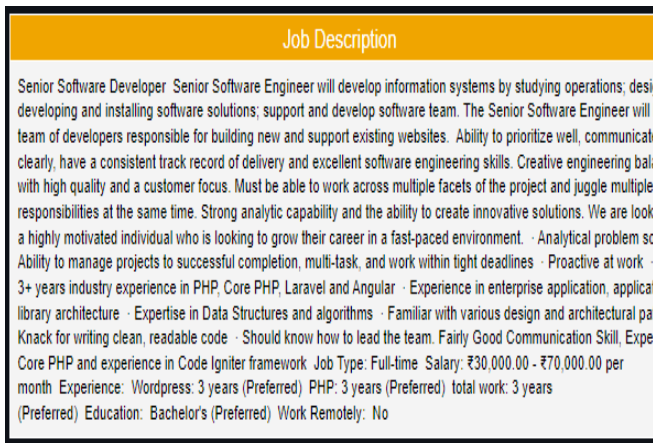 Job Description
Senior Software Developer Senior Software Engineer will develop information systems by studying operations;
developing and installing software solutions; support and develop software team. The Senior Software Engineer will
team of developers responsible for building new and support existing websites. Ability to prioritize well,
clearly, have a consistent track record of delivery and excellent software engineering skills. Creative engineering
with high quality and a customer focus. Must be able to work across multiple facets of the project and juggle multiple
responsibilities at the same time. Strong analytic capability and the ability to create innovative solutions. We are
a highly motivated individual who is looking to grow their career in a fast-paced environment. · Analytical problem
Ability to manage projects to successful completion, multi-task, and work within tight deadlines · Proactive at work ·
3+ years industry experience in PHP, Core PHP, Laravel and Angular · Experience in enterprise application,
library architecture · Expertise in Data Structures and algorithms · Familiar with various design and architectural
Knack for writing clean, readable code · Should know how to lead the team. Fairly Good Communication Skill,
Core PHP and experience in Code Igniter framework Job Type: Full-time Salary: ₹30,000.00 - ₹70,000.00 per
month Experience: Wordpress: 3 years (Preferred) PHP: 3 years (Preferred) total work: 3 years
(Preferred) Education: Bachelor's (Preferred) Work Remotely: No